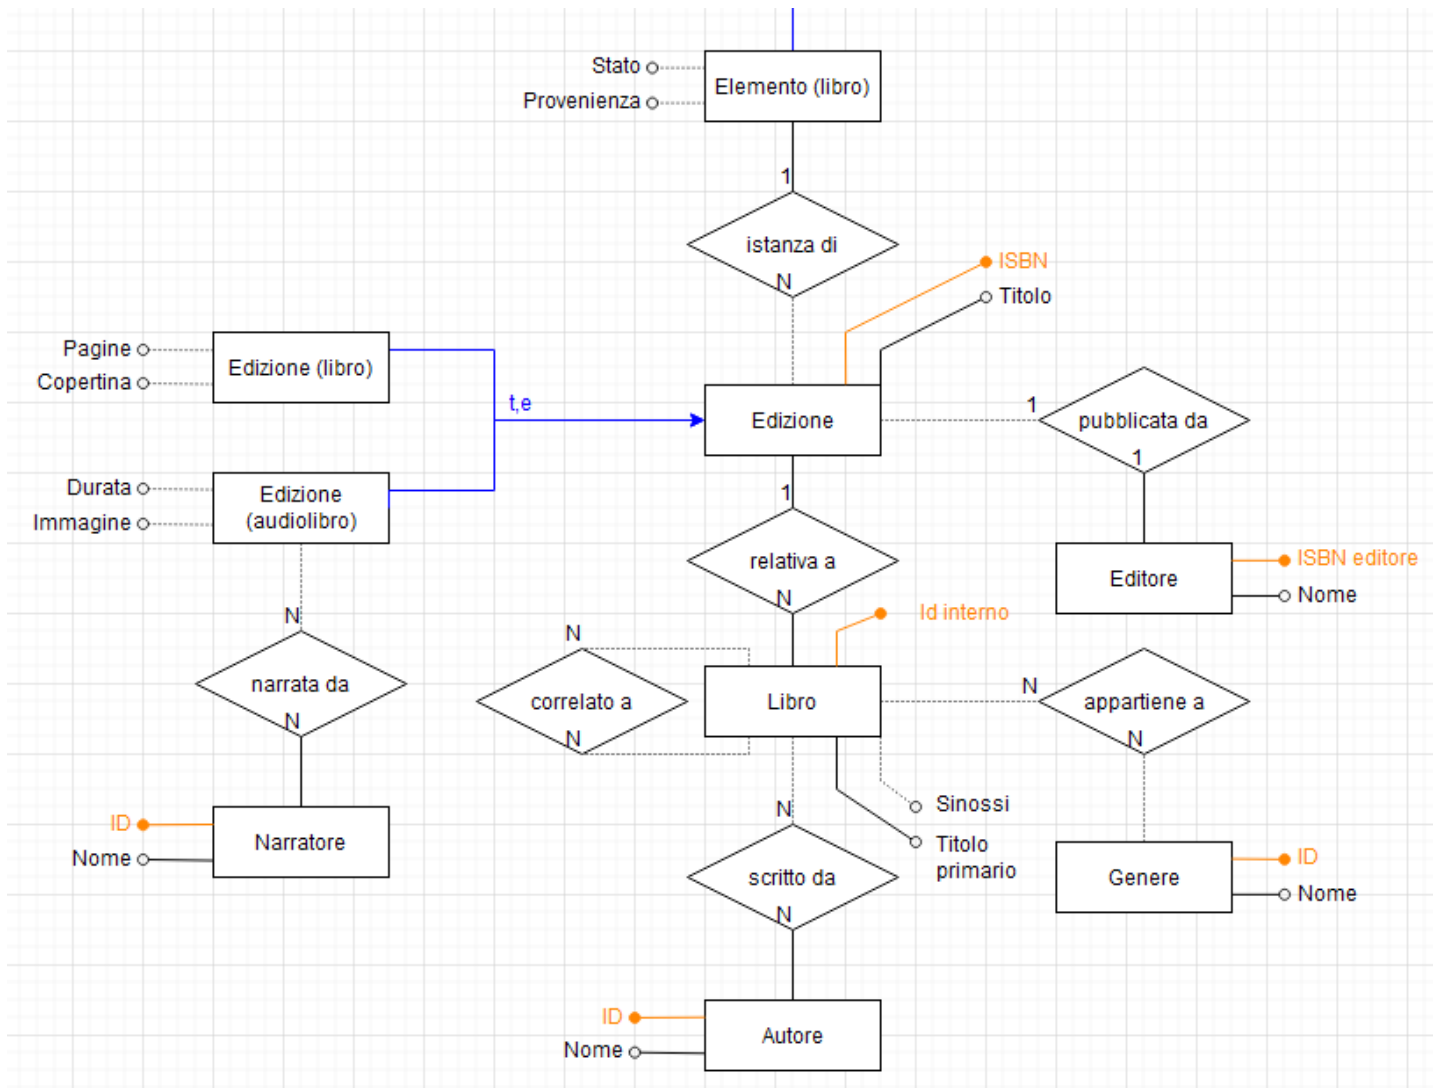 Stato
Elemento (libro)
Provenienza
1
istanza di
N
ISBN
Titolo
Pagine
Edizione (libro)
Copertina
t,e
Edizione
1
pubblicata da
1
Durata
Edizione
(audiolibro)
Immagine
1
relativa a
N
ISBN editore
Editore
Nome
Id interno
N
narrata da
N
N
correlato a
N
Libro
N
appartiene a
N
Sinossi
Titolo
primario
ID
Narratore
Nome
N
scritto da
N
ID
Genere
Nome
ID
Autore
Nome